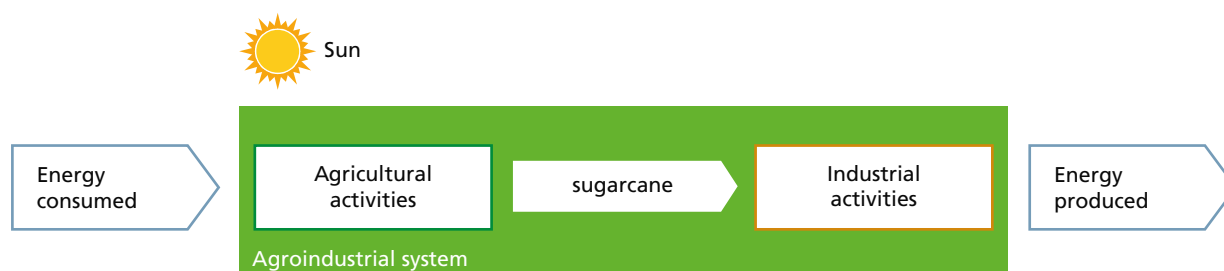 Sun
Energy
consumed
Agricultural
activities
sugarcane
Industrial
activities
Energy
produced
Agroindustrial system